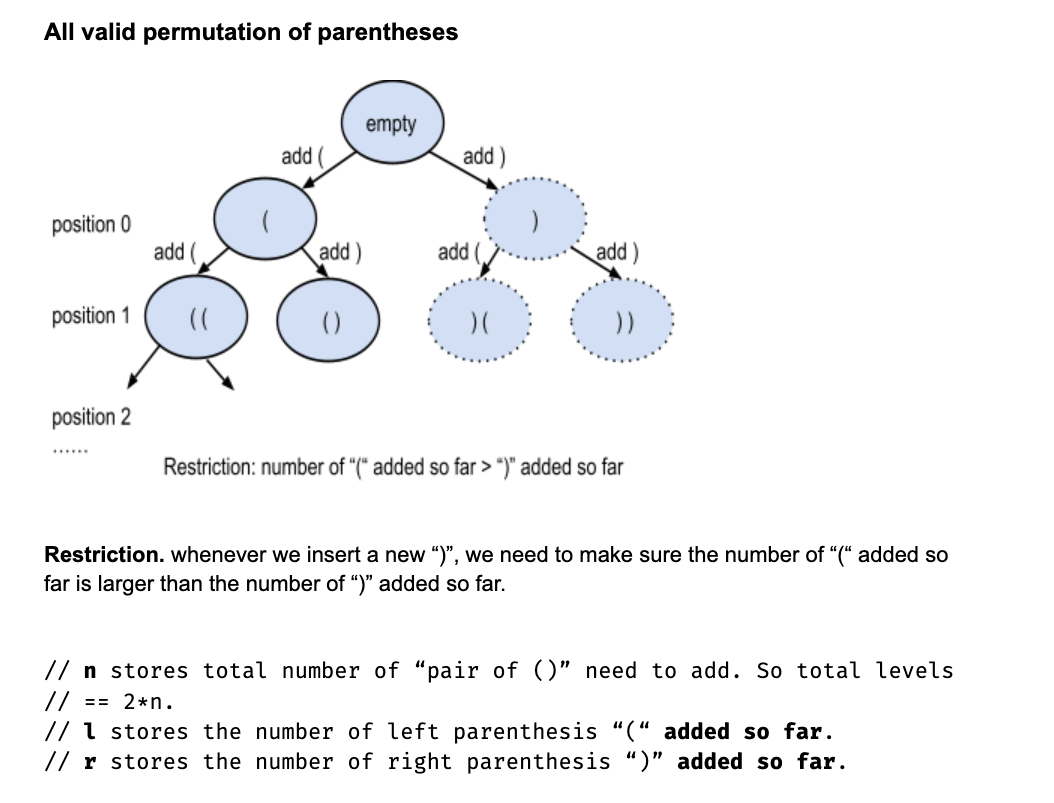 All valid permutation of parentheses
empty
add (
add )
position 0
(
)
add (
add )
add (
add )
position 1
( (
( )
) (
) )
position 2
......
Restriction: number of “(“ added so far > “)” added so far
Restriction. whenever we insert a new “)”, we need to make sure the number of “(“ added so
far is larger than the number of “)” added so far.
// n stores total number of “pair of ()” need to add. So total levels
// == 2*n.
// l stores the number of left parenthesis “(“ added so far.
// r stores the number of right parenthesis “)” added so far.